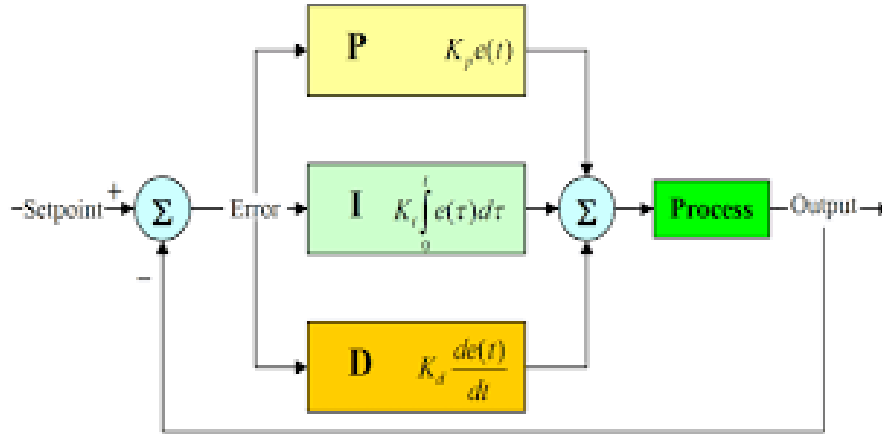 P K_p e(t)
Setpoint + Σ Error I K_i ∫_0^t e(τ)dτ Σ Process Output
−
D K_d de(t)/dt